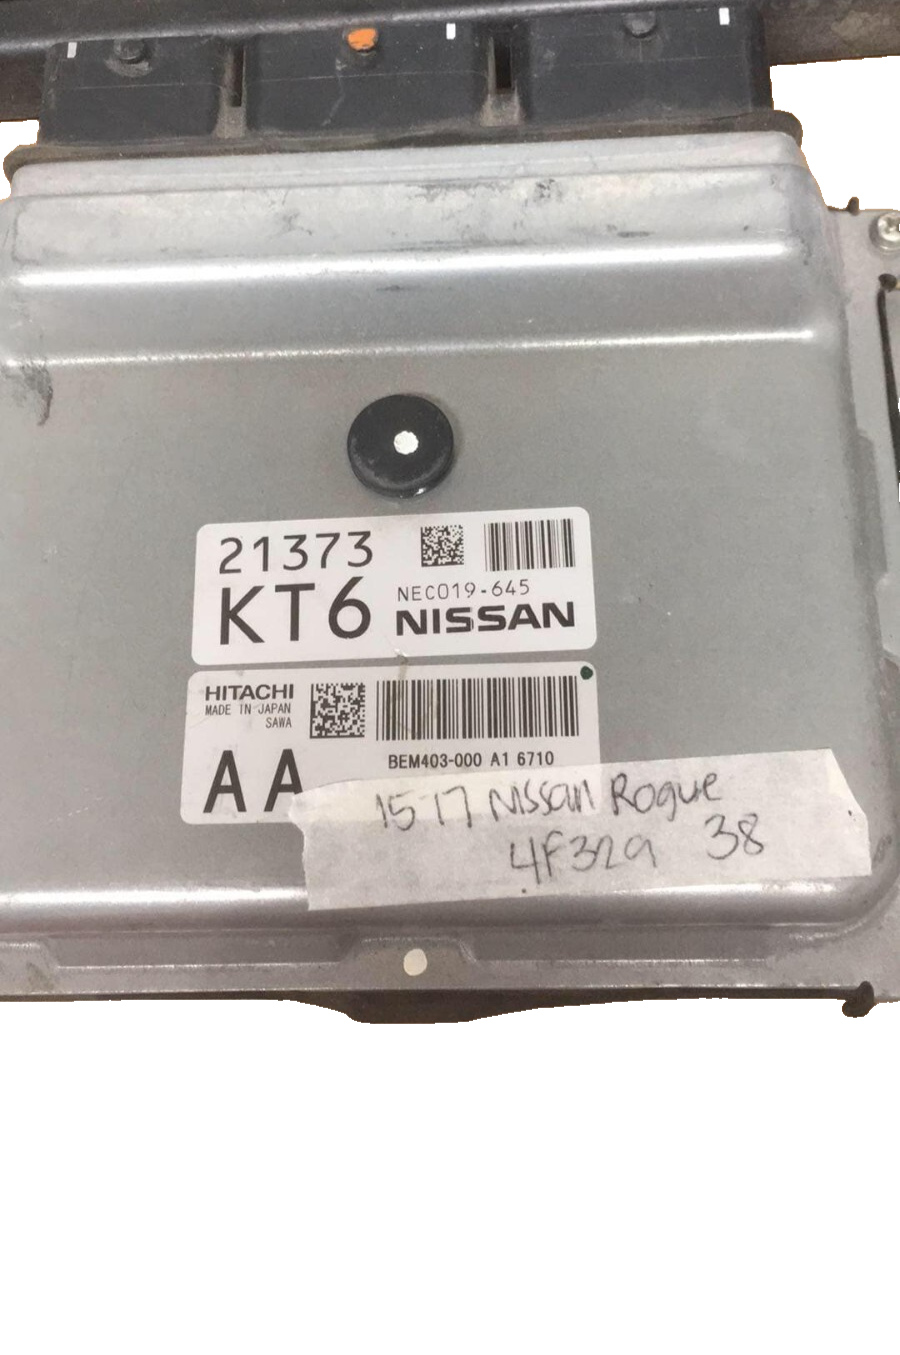 21373
KT6
NEC019-645
NISSAN
HITACHI
MADE IN JAPAN
SAWA
AA
BEM403-000 A1 6710
15-17 Nissan Rogue
4F329 38